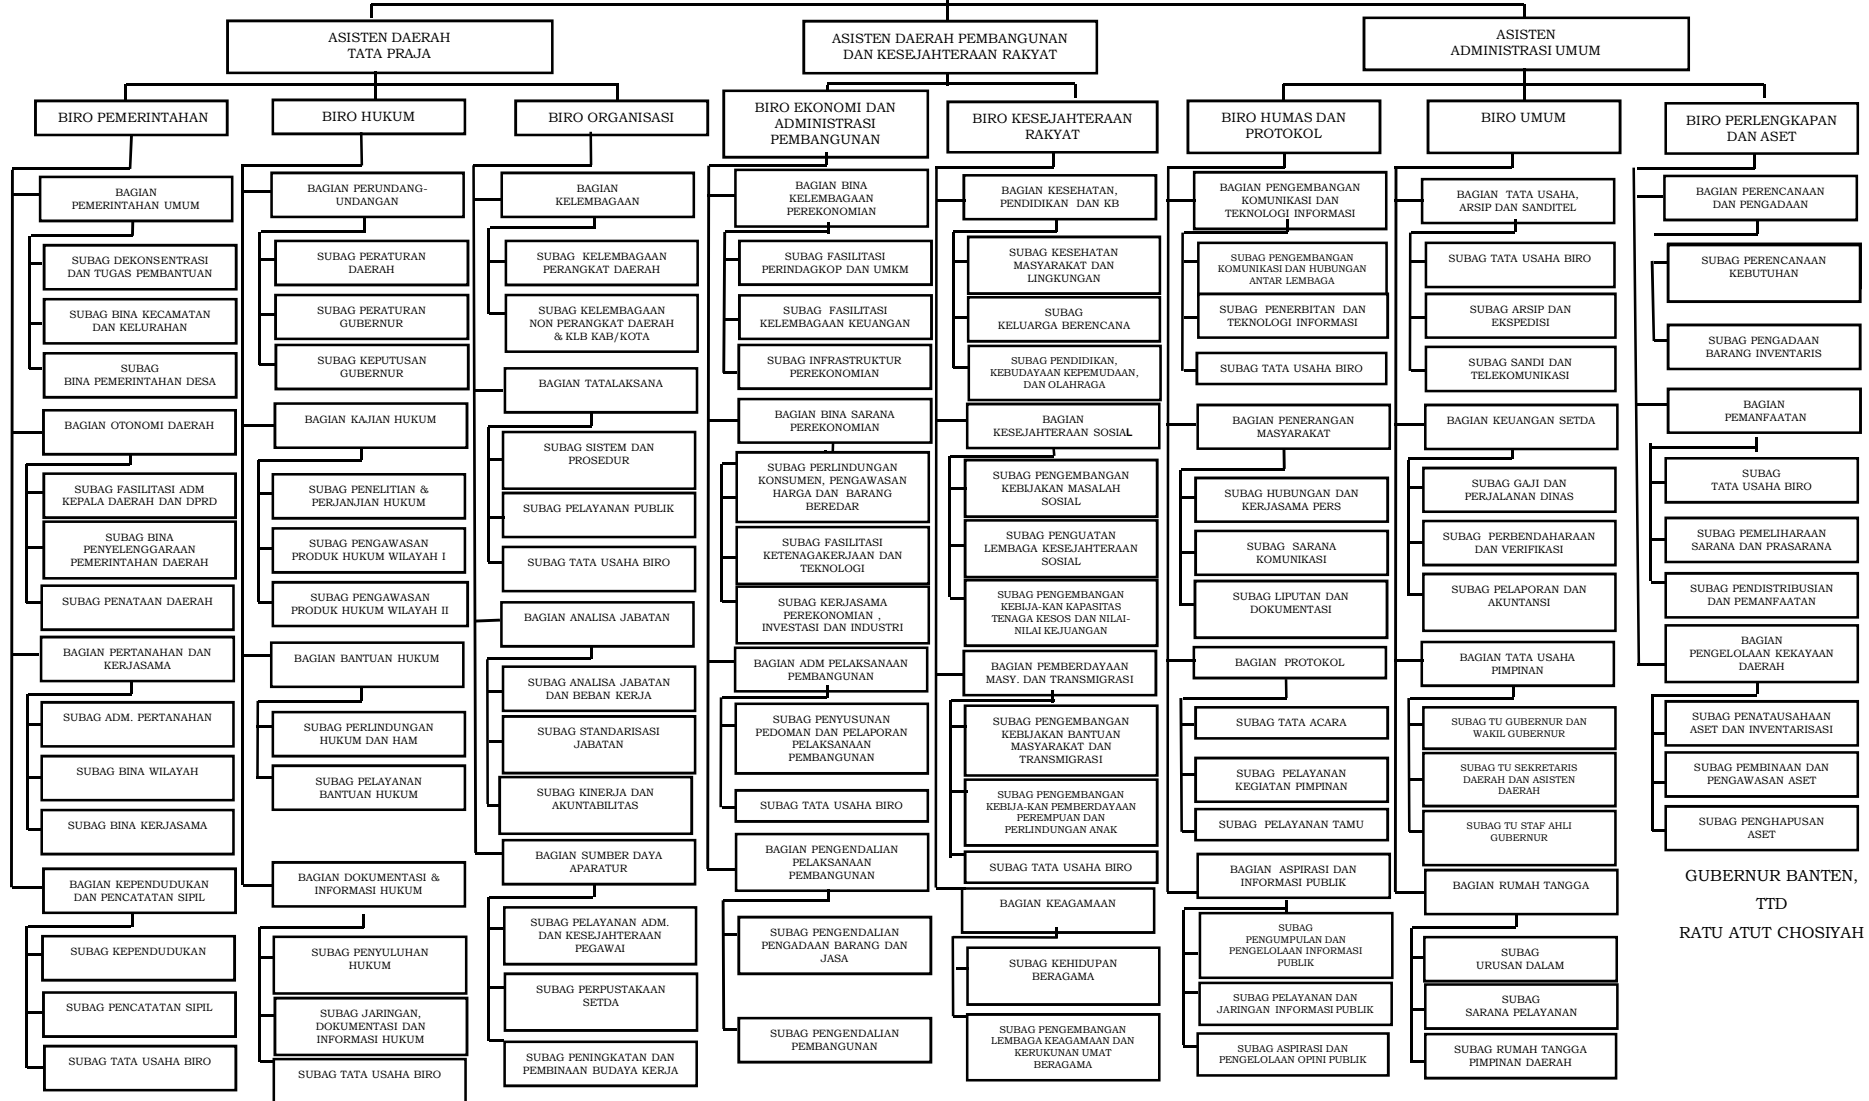 ASISTEN DAERAH
TATA PRAJA
ASISTEN DAERAH PEMBANGUNAN
DAN KESEJAHTERAAN RAKYAT
ASISTEN
ADMINISTRASI UMUM
BIRO PEMERINTAHAN
BAGIAN
PEMERINTAHAN UMUM
SUBAG DEKONSENTRASI
DAN TUGAS PEMBANTUAN
SUBAG BINA KECAMATAN
DAN KELURAHAN
SUBAG
BINA PEMERINTAHAN DESA
BAGIAN OTONOMI DAERAH
SUBAG FASILITASI ADM
KEPALA DAERAH DAN DPRD
SUBAG BINA
PENYELENGGARAAN
PEMERINTAHAN DAERAH
SUBAG PENATAAN DAERAH
BAGIAN PERTANAHAN DAN
KERJASAMA
SUBAG ADM. PERTANAHAN
SUBAG BINA WILAYAH
SUBAG BINA KERJASAMA
BAGIAN KEPENDUDUKAN
DAN PENCATATAN SIPIL
SUBAG KEPENDUDUKAN
SUBAG PENCATATAN SIPIL
SUBAG TATA USAHA BIRO
BIRO HUKUM
BAGIAN PERUNDANG-
UNDANGAN
SUBAG PERATURAN
DAERAH
SUBAG PERATURAN
GUBERNUR
SUBAG KEPUTUSAN
GUBERNUR
BAGIAN KAJIAN HUKUM
SUBAG PENELITIAN &
PERJANJIAN HUKUM
SUBAG PENGAWASAN
PRODUK HUKUM WILAYAH I
SUBAG PENGAWASAN
PRODUK HUKUM WILAYAH II
BAGIAN BANTUAN HUKUM
SUBAG PERLINDUNGAN
HUKUM DAN HAM
SUBAG PELAYANAN
BANTUAN HUKUM
BAGIAN DOKUMENTASI &
INFORMASI HUKUM
SUBAG PENYULUHAN
HUKUM
SUBAG JARINGAN,
DOKUMENTASI DAN
INFORMASI HUKUM
SUBAG TATA USAHA BIRO
BIRO ORGANISASI
BAGIAN
KELEMBAGAAN
SUBAG KELEMBAGAAN
PERANGKAT DAERAH
SUBAG KELEMBAGAAN
NON PERANGKAT DAERAH
& KLB KAB/KOTA
BAGIAN TATALAKSANA
SUBAG SISTEM DAN
PROSEDUR
SUBAG PELAYANAN PUBLIK
SUBAG TATA USAHA BIRO
BAGIAN ANALISA JABATAN
SUBAG ANALISA JABATAN
DAN BEBAN KERJA
SUBAG STANDARISASI
JABATAN
SUBAG KINERJA DAN
AKUNTABILITAS
BAGIAN SUMBER DAYA
APARATUR
SUBAG PELAYANAN ADM.
DAN KESEJAHTERAAN
PEGAWAI
SUBAG PERPUSTAKAAN
SETDA
SUBAG PENINGKATAN DAN
PEMBINAAN BUDAYA KERJA
BIRO EKONOMI DAN
ADMINISTRASI
PEMBANGUNAN
BAGIAN BINA
KELEMBAGAAN
PEREKONOMIAN
SUBAG FASILITASI
PERINDAGKOP DAN UMKM
SUBAG FASILITASI
KELEMBAGAAN KEUANGAN
SUBAG INFRASTRUKTUR
PEREKONOMIAN
BAGIAN BINA SARANA
PEREKONOMIAN
SUBAG PERLINDUNGAN
KONSUMEN, PENGAWASAN
HARGA DAN BARANG
BEREDAR
SUBAG FASILITASI
KETENAGAKERJAAN DAN
TEKNOLOGI
SUBAG KERJASAMA
PEREKONOMIAN ,
INVESTASI DAN INDUSTRI
BAGIAN ADM PELAKSANAAN
PEMBANGUNAN
SUBAG PENYUSUNAN
PEDOMAN DAN PELAPORAN
PELAKSANAAN
PEMBANGUNAN
SUBAG TATA USAHA BIRO
BAGIAN PENGENDALIAN
PELAKSANAAN
PEMBANGUNAN
SUBAG PENGENDALIAN
PENGADAAN BARANG DAN
JASA
SUBAG PENGENDALIAN
PEMBANGUNAN
BIRO KESEJAHTERAAN
RAKYAT
BAGIAN KESEHATAN,
PENDIDIKAN DAN KB
SUBAG KESEHATAN
MASYARAKAT DAN
LINGKUNGAN
SUBAG
KELUARGA BERENCANA
SUBAG PENDIDIKAN,
KEBUDAYAAN KEPEMUDAAN,
DAN OLAHRAGA
BAGIAN
KESEJAHTERAAN SOSIAL
SUBAG PENGEMBANGAN
KEBIJAKAN MASALAH
SOSIAL
SUBAG PENGUATAN
LEMBAGA KESEJAHTERAAN
SOSIAL
SUBAG PENGEMBANGAN
KEBIJA-KAN KAPASITAS
TENAGA KESOS DAN NILAI-
NILAI KEJUANGAN
BAGIAN PEMBERDAYAAN
MASY. DAN TRANSMIGRASI
SUBAG PENGEMBANGAN
KEBIJAKAN BANTUAN
MASYARAKAT DAN
TRANSMIGRASI
SUBAG PENGEMBANGAN
KEBIJA-KAN PEMBERDAYAAN
PEREMPUAN DAN
PERLINDUNGAN ANAK
SUBAG TATA USAHA BIRO
BAGIAN KEAGAMAAN
SUBAG KEHIDUPAN
BERAGAMA
SUBAG PENGEMBANGAN
LEMBAGA KEAGAMAAN DAN
KERUKUNAN UMAT
BERAGAMA
BIRO HUMAS DAN
PROTOKOL
BAGIAN PENGEMBANGAN
KOMUNIKASI DAN
TEKNOLOGI INFORMASI
SUBAG PENGEMBANGAN
KOMUNIKASI DAN HUBUNGAN
ANTAR LEMBAGA
SUBAG PENERBITAN DAN
TEKNOLOGI INFORMASI
SUBAG TATA USAHA BIRO
BAGIAN PENERANGAN
MASYARAKAT
SUBAG HUBUNGAN DAN
KERJASAMA PERS
SUBAG SARANA
KOMUNIKASI
SUBAG LIPUTAN DAN
DOKUMENTASI
BAGIAN PROTOKOL
SUBAG TATA ACARA
SUBAG PELAYANAN
KEGIATAN PIMPINAN
SUBAG PELAYANAN TAMU
BAGIAN ASPIRASI DAN
INFORMASI PUBLIK
SUBAG
PENGUMPULAN DAN
PENGELOLAAN INFORMASI
PUBLIK
SUBAG PELAYANAN DAN
JARINGAN INFORMASI PUBLIK
SUBAG ASPIRASI DAN
PENGELOLAAN OPINI PUBLIK
BIRO UMUM
BAGIAN TATA USAHA,
ARSIP DAN SANDITEL
SUBAG TATA USAHA BIRO
SUBAG ARSIP DAN
EKSPEDISI
SUBAG SANDI DAN
TELEKOMUNIKASI
BAGIAN KEUANGAN SETDA
SUBAG GAJI DAN
PERJALANAN DINAS
SUBAG PERBENDAHARAAN
DAN VERIFIKASI
SUBAG PELAPORAN DAN
AKUNTANSI
BAGIAN TATA USAHA
PIMPINAN
SUBAG TU GUBERNUR DAN
WAKIL GUBERNUR
SUBAG TU SEKRETARIS
DAERAH DAN ASISTEN
DAERAH
SUBAG TU STAF AHLI
GUBERNUR
BAGIAN RUMAH TANGGA
SUBAG
URUSAN DALAM
SUBAG
SARANA PELAYANAN
SUBAG RUMAH TANGGA
PIMPINAN DAERAH
BIRO PERLENGKAPAN
DAN ASET
BAGIAN PERENCANAAN
DAN PENGADAAN
SUBAG PERENCANAAN
KEBUTUHAN
SUBAG PENGADAAN
BARANG INVENTARIS
BAGIAN
PEMANFAATAN
SUBAG
TATA USAHA BIRO
SUBAG PEMELIHARAAN
SARANA DAN PRASARANA
SUBAG PENDISTRIBUSIAN
DAN PEMANFAATAN
BAGIAN
PENGELOLAAN KEKAYAAN
DAERAH
SUBAG PENATAUSAHAAN
ASET DAN INVENTARISASI
SUBAG PEMBINAAN DAN
PENGAWASAN ASET
SUBAG PENGHAPUSAN
ASET
GUBERNUR BANTEN,
TTD
RATU ATUT CHOSIYAH